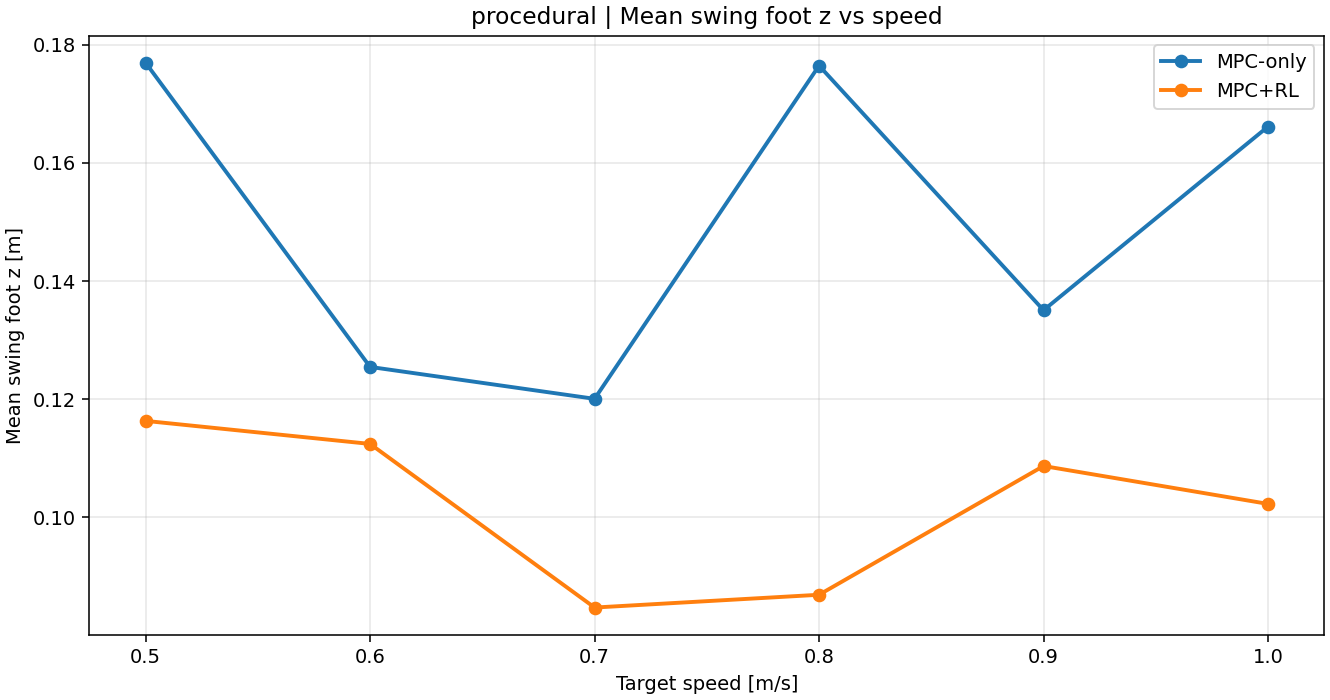 procedural | Mean swing foot z vs speed
MPC-only
MPC+RL
Mean swing foot z [m]
0.18
0.16
0.14
0.12
0.10
0.5 0.6 0.7 0.8 0.9 1.0
Target speed [m/s]